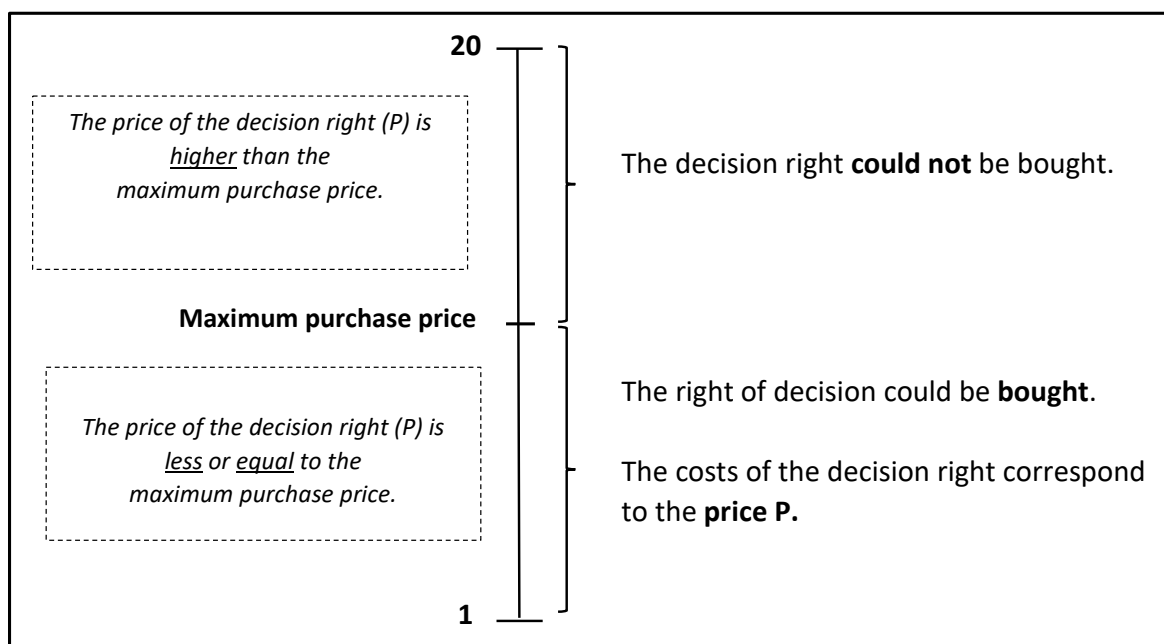 20
The price of the decision right (P) is
higher than the
maximum purchase price.
The decision right could not be bought.
Maximum purchase price
The price of the decision right (P) is
less or equal to the
maximum purchase price.
The right of decision could be bought.
The costs of the decision right correspond
to the price P.
1